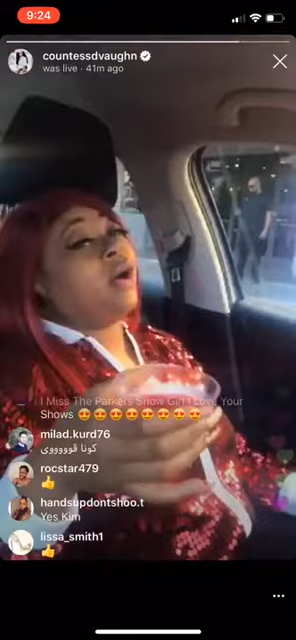 9:24
countessdvaughn
was live · 41m ago
I Miss The Parkers Show Girl I Love Your
Shows 😍😍😍😍😍😍😍😍😍
milad.kurd76
كونا قوووووي
rocstar479
👍
handsupdontshoo.t
Yes Kim
lissa_smith1
👍